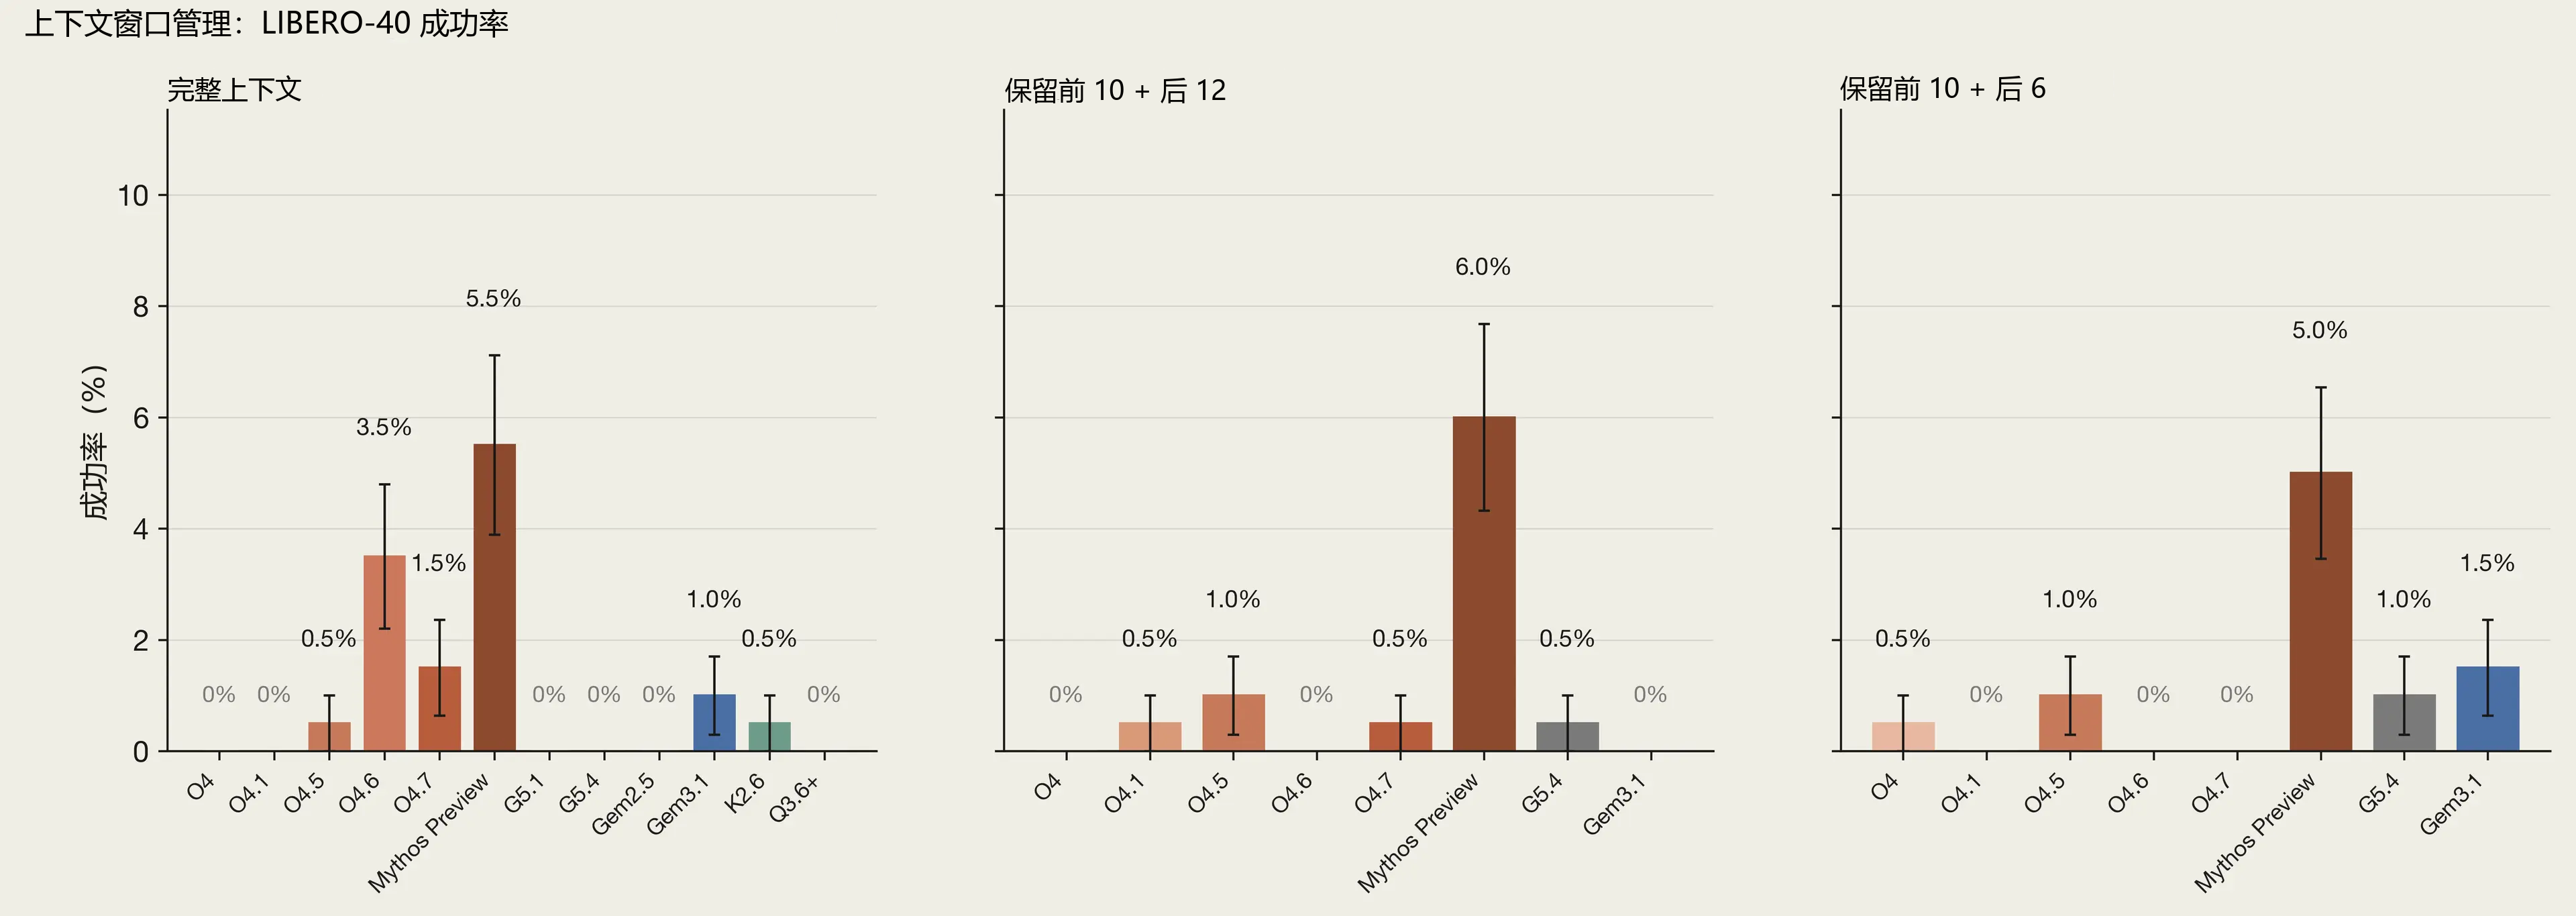 上下文窗口管理：LIBERO-40 成功率
完整上下文
成功率（%）
10
8
6
4
2
0
0%
0%
0.5%
3.5%
1.5%
5.5%
0%
0%
0%
1.0%
0.5%
0%
O4
O4.1
O4.5
O4.6
O4.7
Mythos Preview
G5.1
G5.4
Gem2.5
Gem3.1
K2.6
Q3.6+
保留前 10 + 后 12
0%
0.5%
1.0%
0%
0.5%
6.0%
0.5%
0%
O4
O4.1
O4.5
O4.6
O4.7
Mythos Preview
G5.4
Gem3.1
保留前 10 + 后 6
0.5%
0%
1.0%
0%
0%
5.0%
1.0%
1.5%
O4
O4.1
O4.5
O4.6
O4.7
Mythos Preview
G5.4
Gem3.1